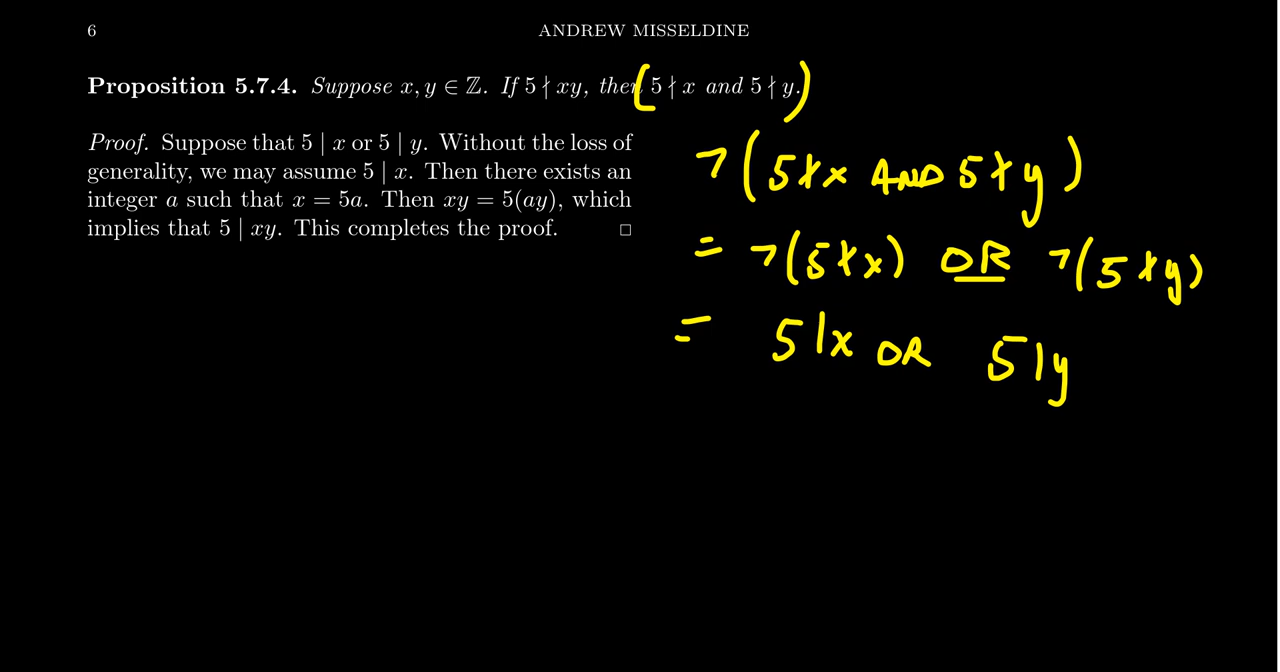 6
ANDREW MISSELDINE
Proposition 5.7.4. Suppose x, y ∈ ℤ. If 5 ∤ xy, then (5 ∤ x and 5 ∤ y.)
Proof. Suppose that 5 | x or 5 | y. Without the loss of
generality, we may assume 5 | x. Then there exists an
integer a such that x = 5a. Then xy = 5(ay), which
implies that 5 | xy. This completes the proof. □
¬(5∤x AND 5∤y)
= ¬(5∤x) OR ¬(5∤y)
= 5|x OR 5|y